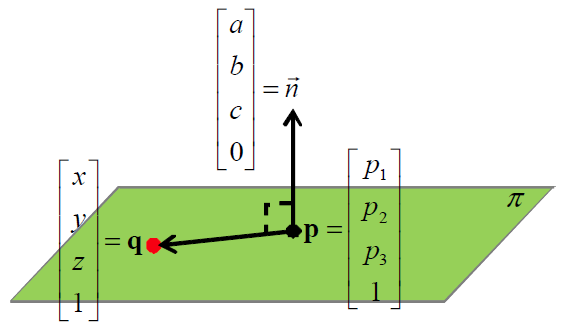 [a b c 0] = n⃗
[x y z 1] = q
p = [p₁ p₂ p₃ 1]
π